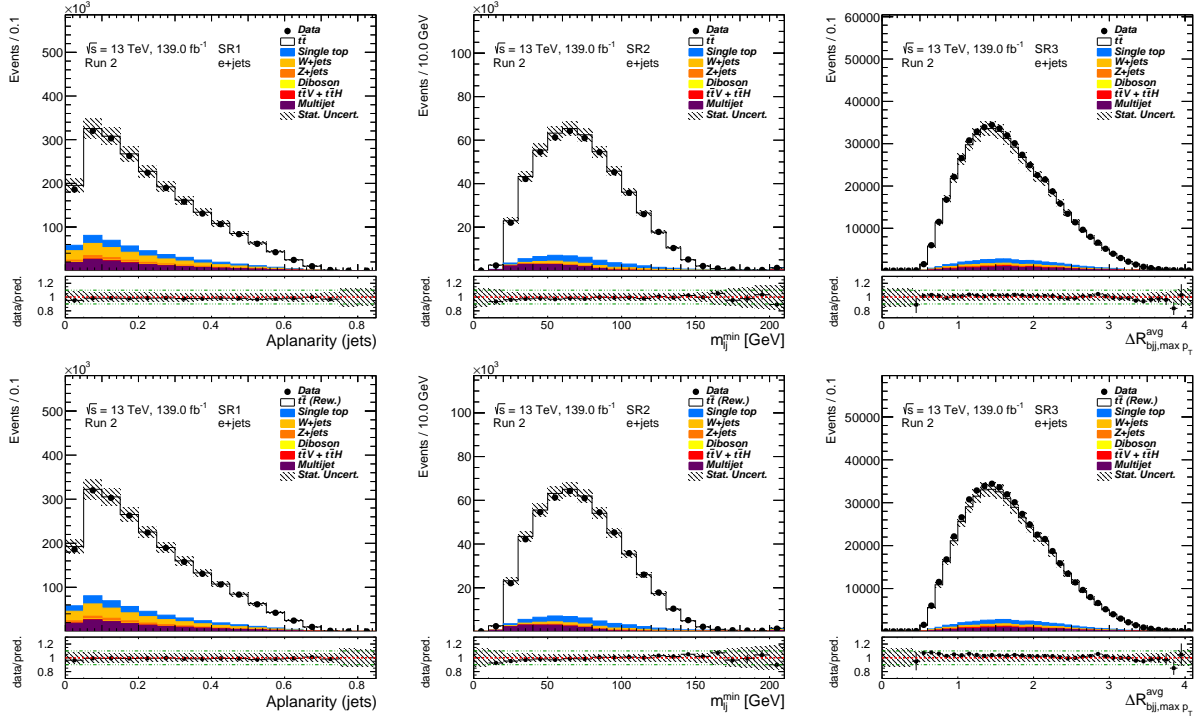 ×10³
Events / 0.1
600
500
400
300
200
100
√s = 13 TEV, 139.0 fb⁻¹ SR1
Run 2 e+jets
Data
tt̄
Single top
W+jets
Z+jets
Diboson
tt̄V + tt̄H
Multijet
Stat. Uncert.
data/pred.
1.2
1
0.8
0 0.2 0.4 0.6 0.8
Aplanarity (jets)
×10³
Events / 10.0 GeV
100
80
60
40
20
0
√s = 13 TEV, 139.0 fb⁻¹ SR2
Run 2 e+jets
Data
tt̄
Single top
W+jets
Z+jets
Diboson
tt̄V + tt̄H
Multijet
Stat. Uncert.
data/pred.
1.2
1
0.8
0 50 100 150 200
m_lj^min [GeV]
Events / 0.1
60000
50000
40000
30000
20000
10000
√s = 13 TEV, 139.0 fb⁻¹ SR3
Run 2 e+jets
Data
tt̄
Single top
W+jets
Z+jets
Diboson
tt̄V + tt̄H
Multijet
Stat. Uncert.
data/pred.
1.2
1
0.8
0 1 2 3 4
ΔR_bjj,max p_T^avg
×10³
Events / 0.1
500
400
300
200
100
√s = 13 TEV, 139.0 fb⁻¹ SR1
Run 2 e+jets
Data
tt̄ (Rew.)
Single top
W+jets
Z+jets
Diboson
tt̄V + tt̄H
Multijet
Stat. Uncert.
data/pred.
1.2
1
0.8
0 0.2 0.4 0.6 0.8
Aplanarity (jets)
×10³
Events / 10.0 GeV
100
80
60
40
20
0
√s = 13 TEV, 139.0 fb⁻¹ SR2
Run 2 e+jets
Data
tt̄ (Rew.)
Single top
W+jets
Z+jets
Diboson
tt̄V + tt̄H
Multijet
Stat. Uncert.
data/pred.
1.2
1
0.8
0 50 100 150 200
m_lj^min [GeV]
Events / 0.1
50000
40000
30000
20000
10000
√s = 13 TEV, 139.0 fb⁻¹ SR3
Run 2 e+jets
Data
tt̄ (Rew.)
Single top
W+jets
Z+jets
Diboson
tt̄V + tt̄H
Multijet
Stat. Uncert.
data/pred.
1.2
1
0.8
0 1 2 3 4
ΔR_bjj,max p_T^avg